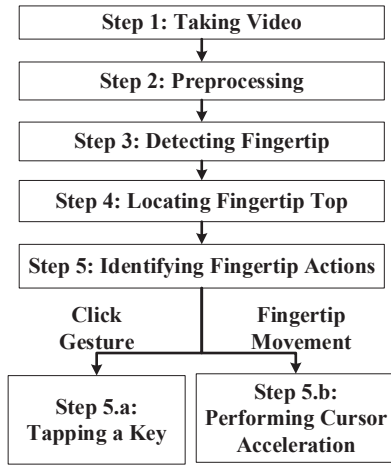 Step 1: Taking Video
Step 2: Preprocessing
Step 3: Detecting Fingertip
Step 4: Locating Fingertip Top
Step 5: Identifying Fingertip Actions
Click
Gesture
Fingertip
Movement
Step 5.a:
Tapping a Key
Step 5.b:
Performing Cursor
Acceleration